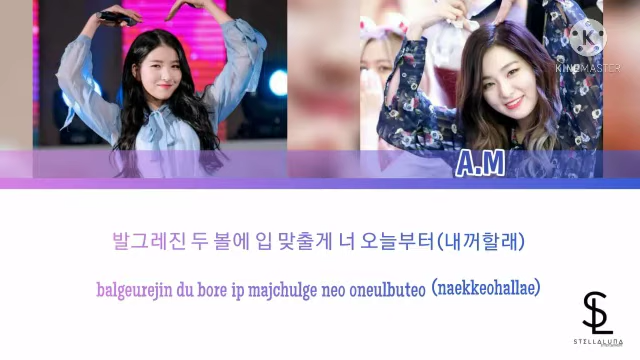 KINEMASTER
A.M
발그레진 두 볼에 입 맞출게 너 오늘부터(내꺼할래)
balgeurejin du bore ip majchulge neo oneulbuteo (naekkeohallae)
STELLALUNA